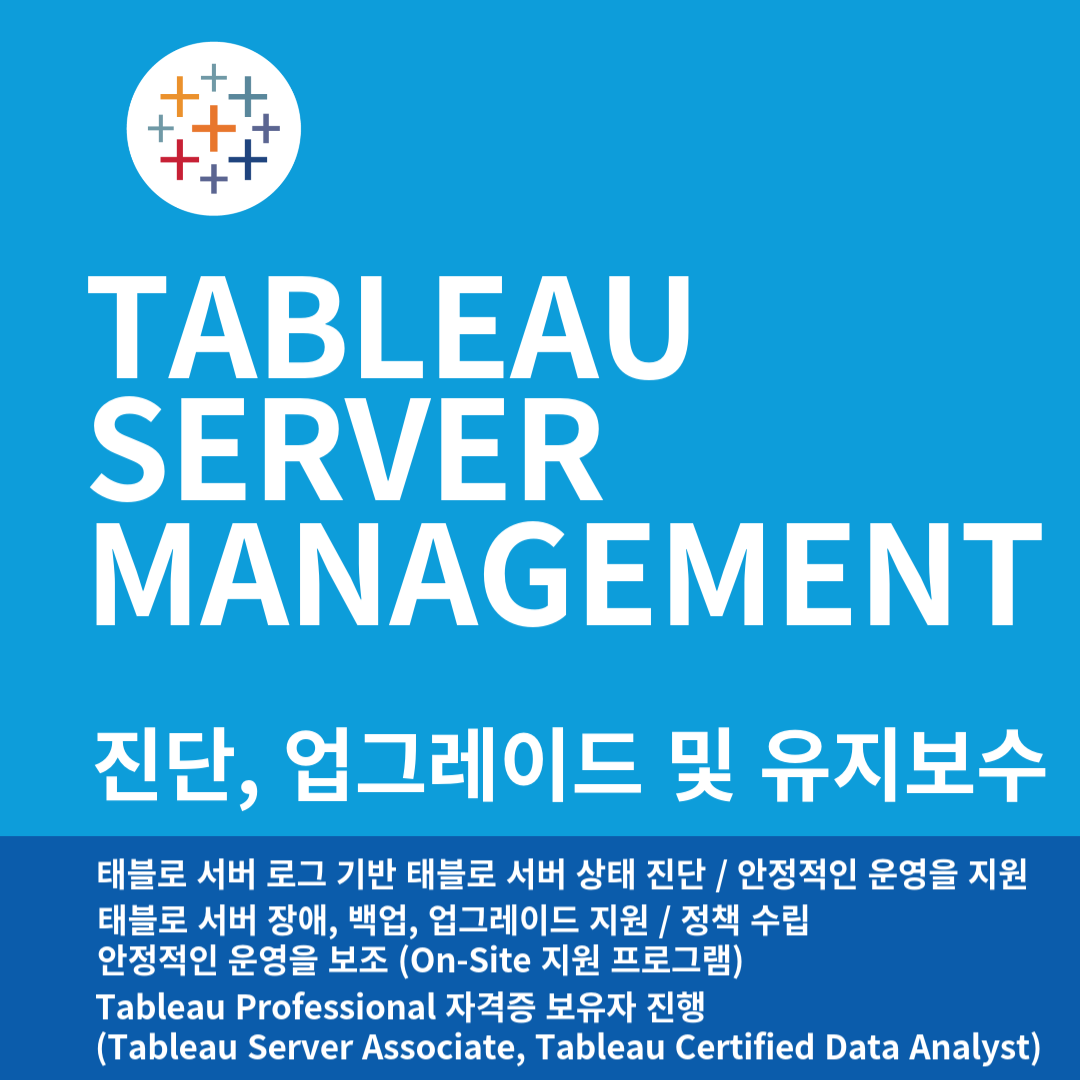 TABLEAU
SERVER
MANAGEMENT
진단, 업그레이드 및 유지보수
태블로 서버 로그 기반 태블로 서버 상태 진단 / 안정적인 운영을 지원
태블로 서버 장애, 백업, 업그레이드 지원 / 정책 수립
안정적인 운영을 보조 (On-Site 지원 프로그램)
Tableau Professional 자격증 보유자 진행
(Tableau Server Associate, Tableau Certified Data Analyst)